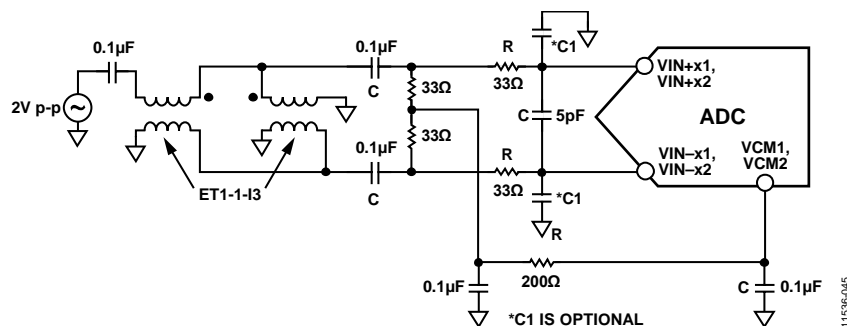 0.1µF
2V p-p
ET1-1-I3
0.1µF
C
0.1µF
C
33Ω
33Ω
R
33Ω
R
33Ω
*C1
C
5pF
*C1
R
VIN+x1,
VIN+x2
ADC
VIN–x1,
VIN–x2
VCM1,
VCM2
0.1µF
200Ω
C
0.1µF
*C1 IS OPTIONAL
11536-045